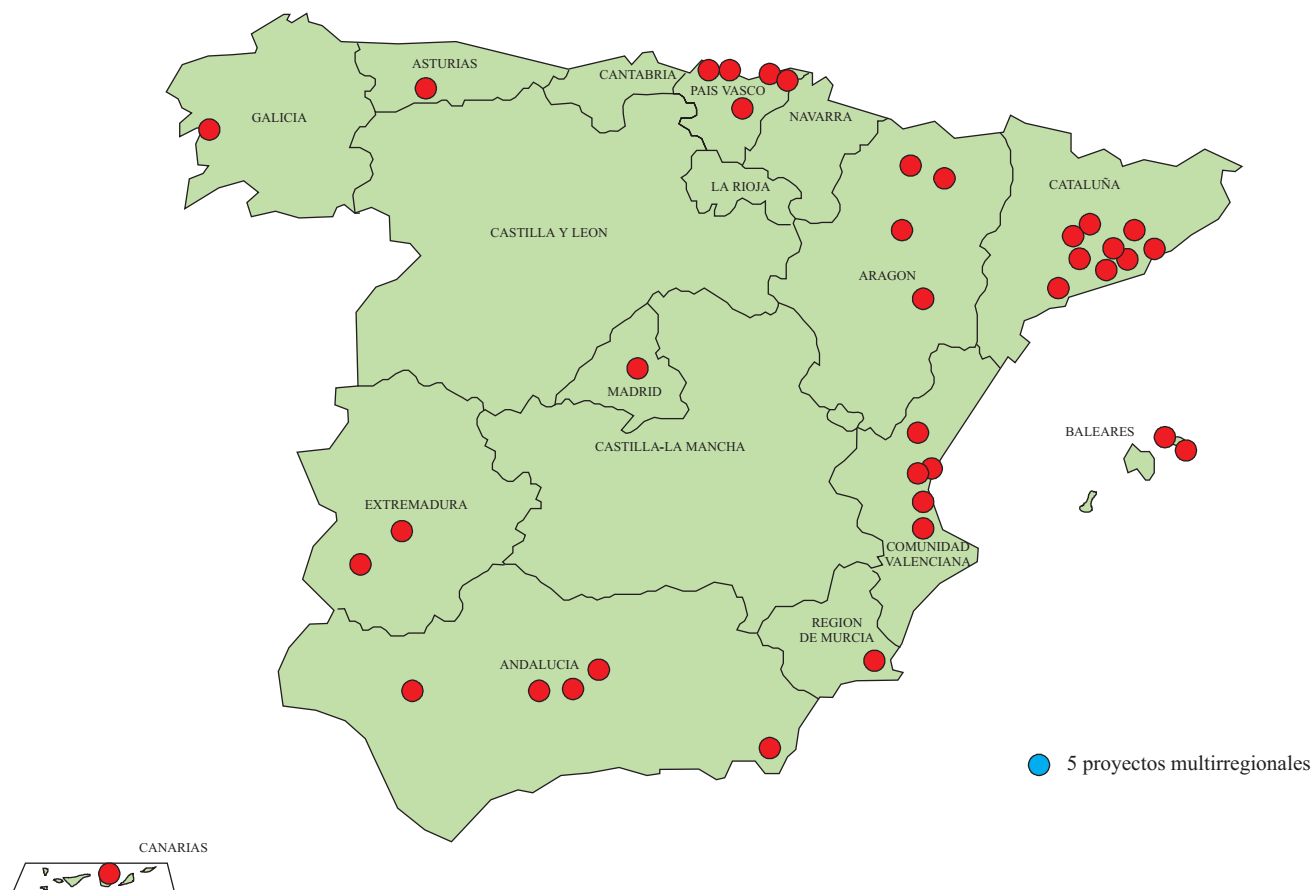 ASTURIAS
CANTABRIA
PAIS VASCO
GALICIA
NAVARRA
LA RIOJA
CATALUÑA
CASTILLA Y LEON
ARAGON
MADRID
BALEARES
CASTILLA-LA MANCHA
EXTREMADURA
COMUNIDAD
VALENCIANA
REGION
DE MURCIA
ANDALUCIA
5 proyectos multirregionales
CANARIAS